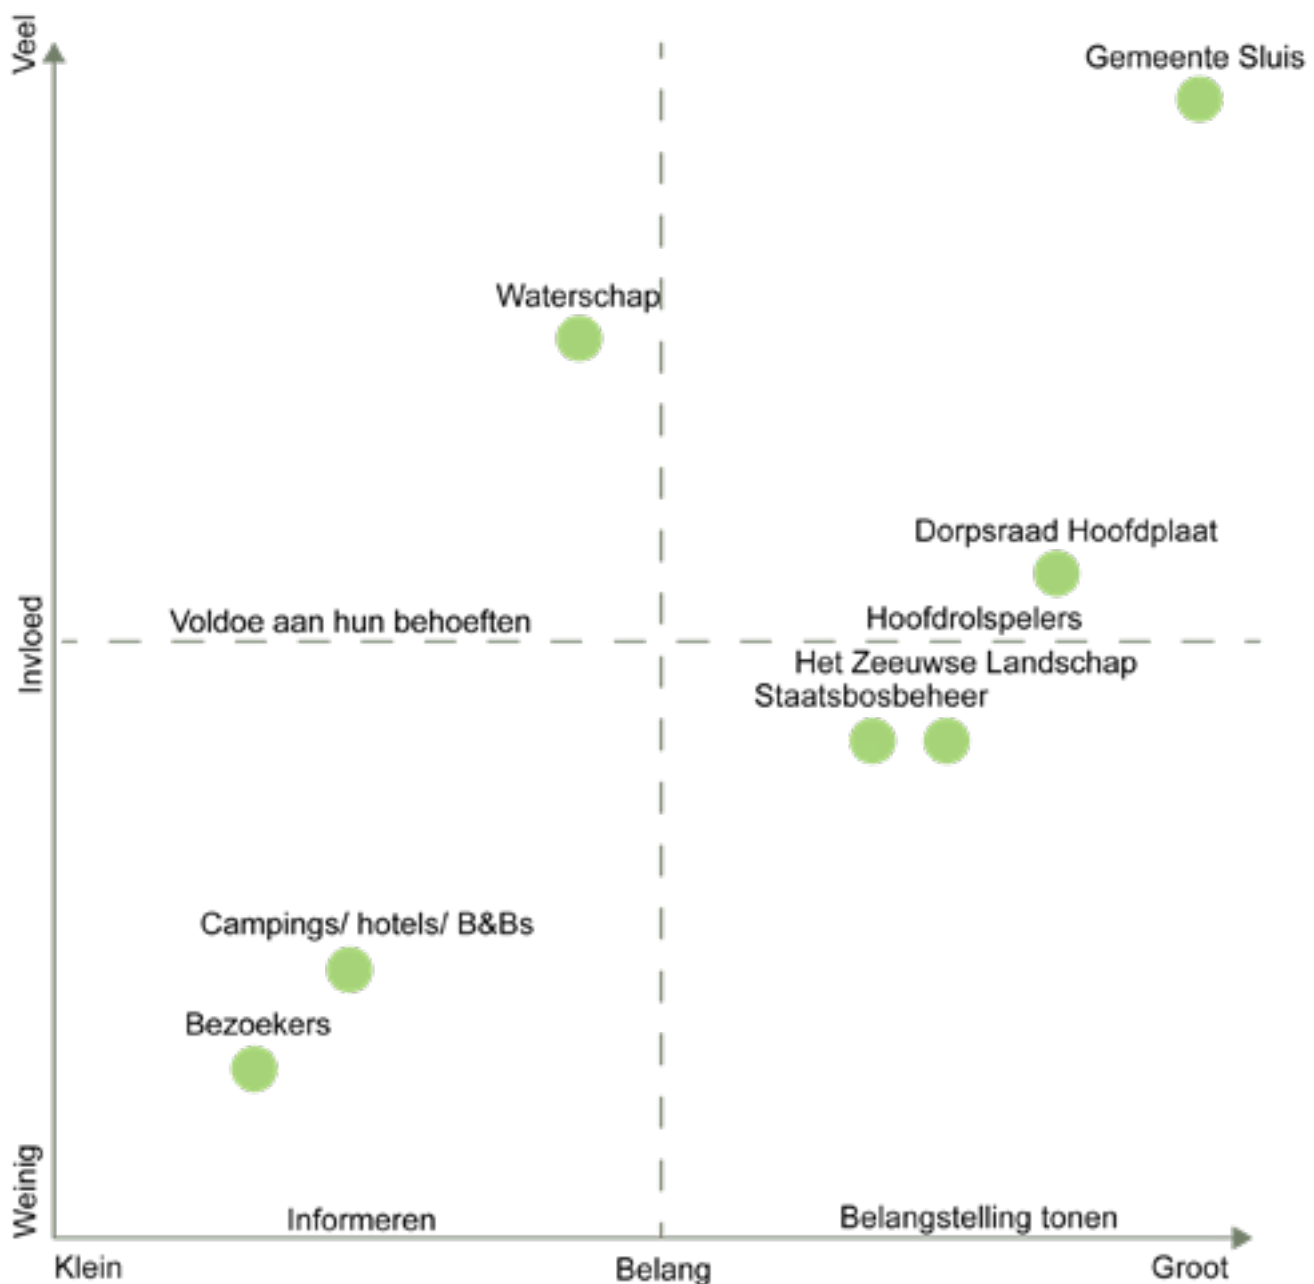 Veel
Gemeente Sluis
Waterschap
Dorpsraad Hoofdplaat
Invloed
Voldoe aan hun behoeften
Hoofdrolspelers
Het Zeeuwse Landschap
Staatsbosbeheer
Campings/ hotels/ B&Bs
Bezoekers
Weinig
Informeren
Belangstelling tonen
Klein
Belang
Groot